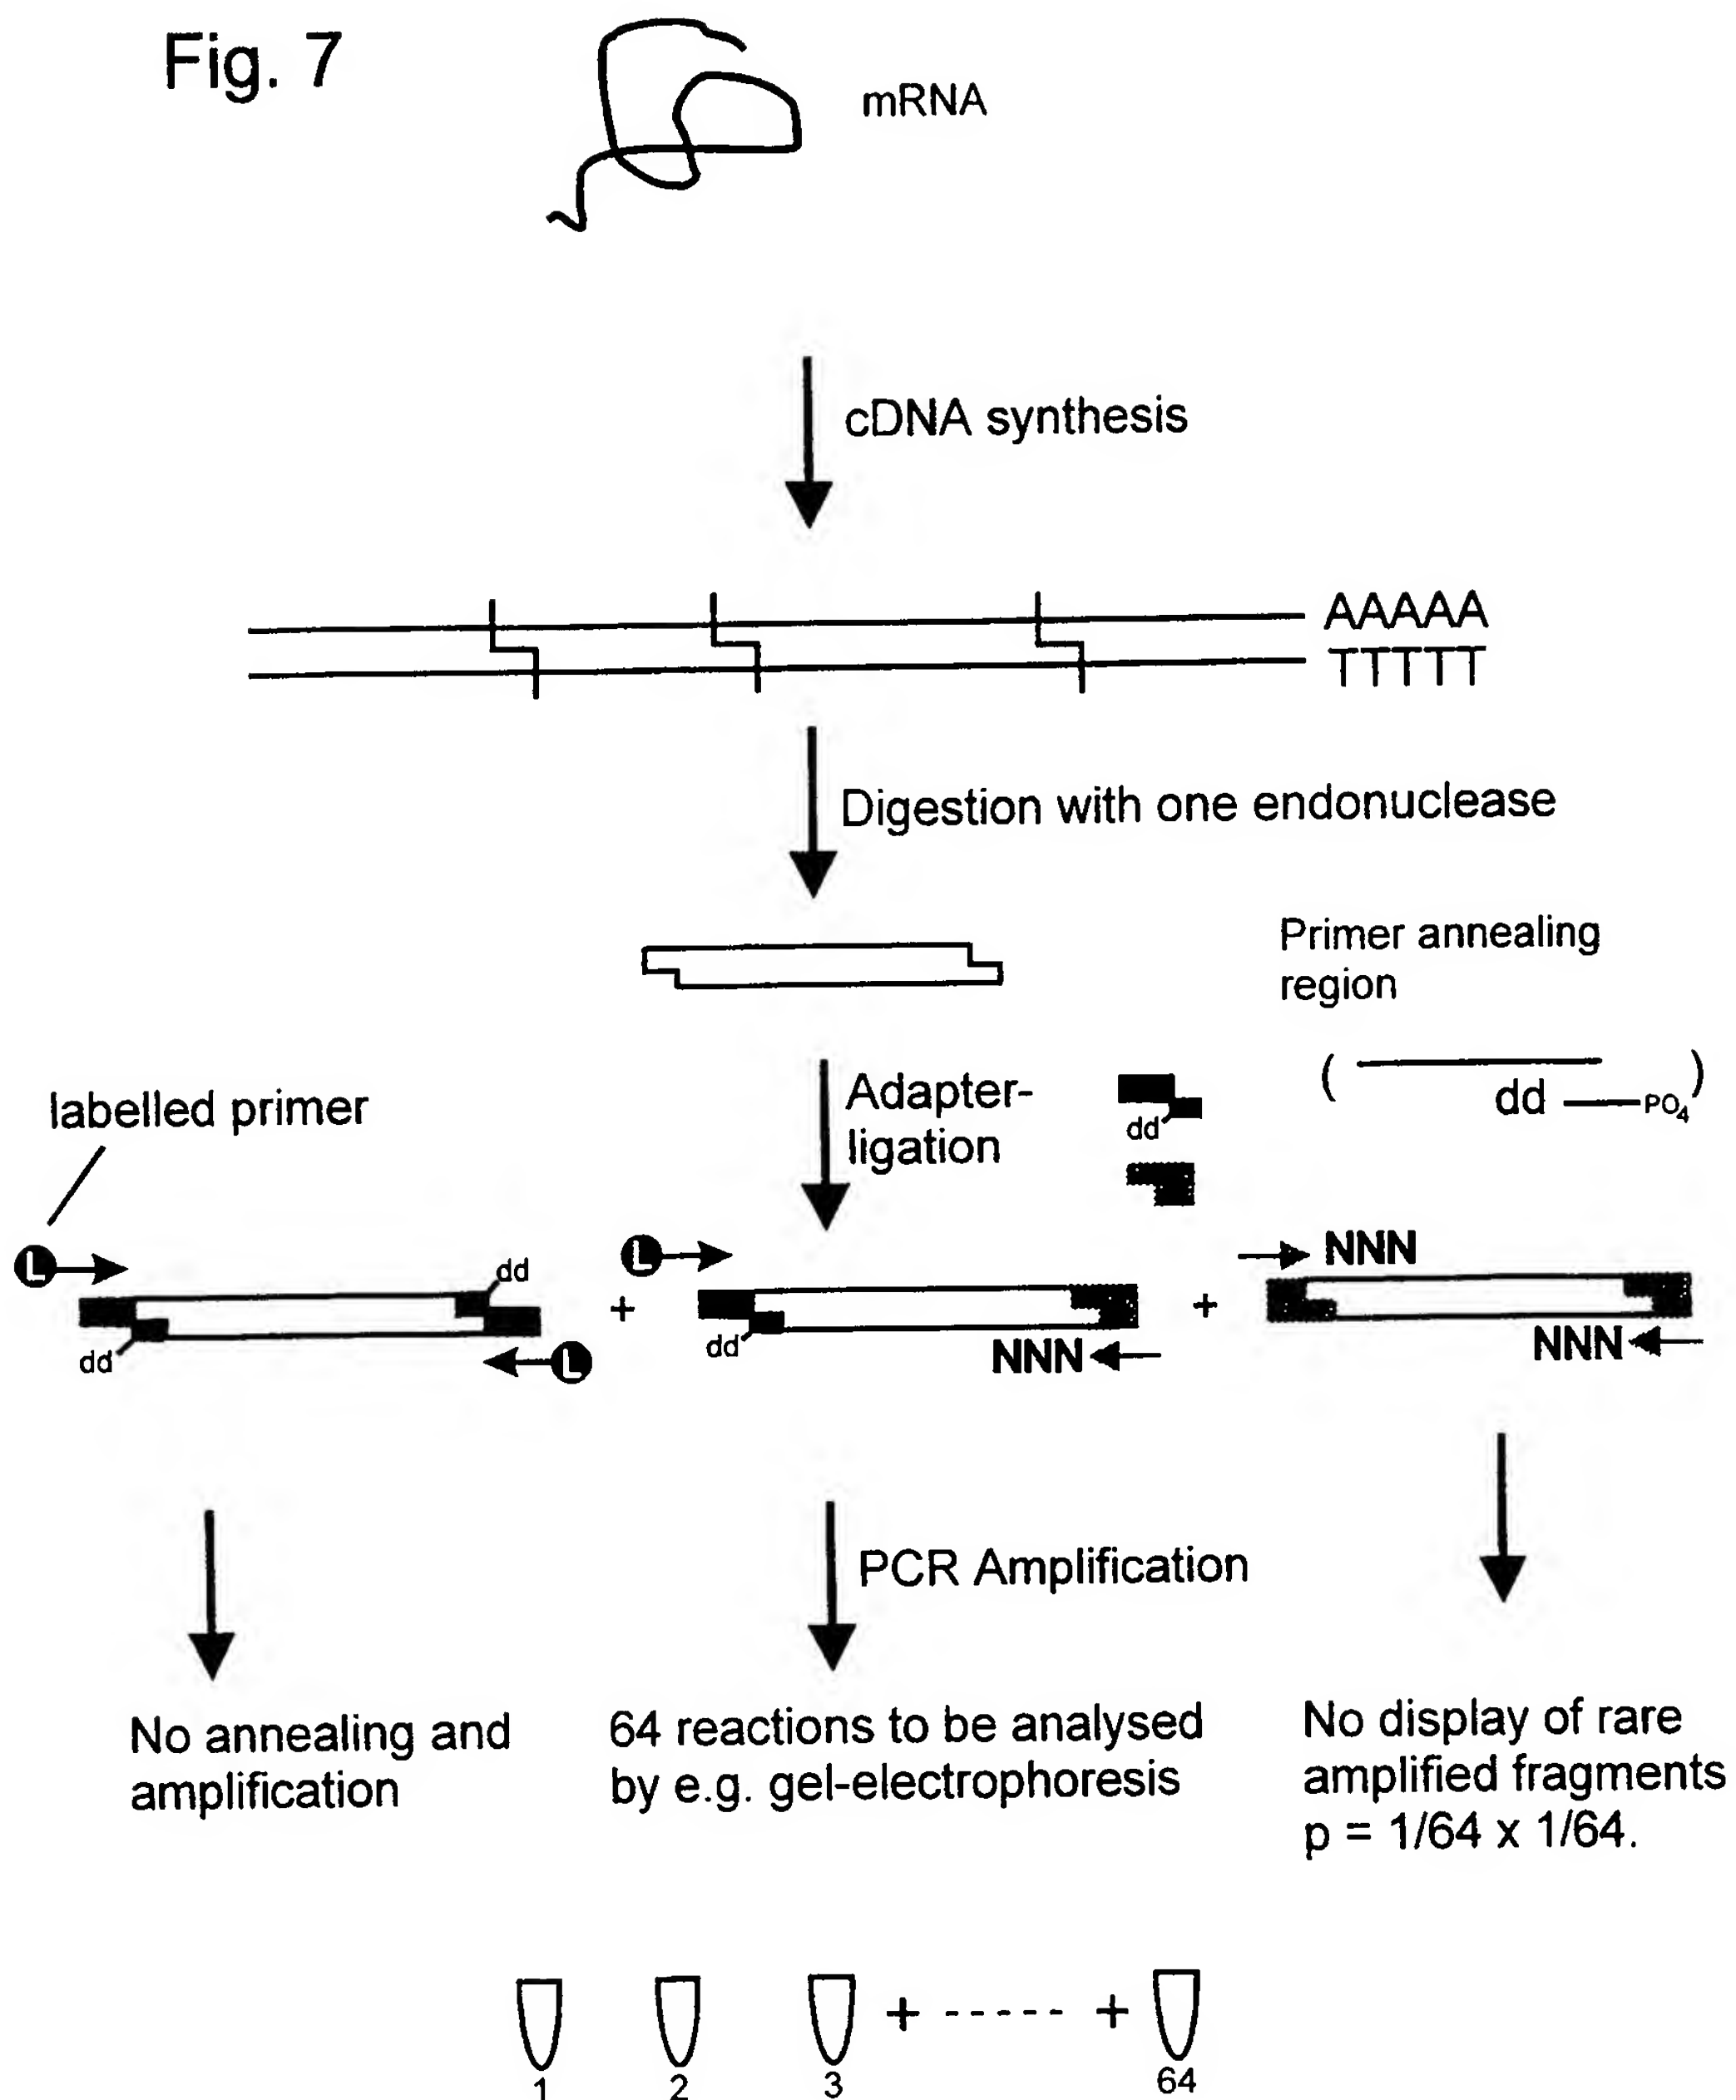 Fig. 7
mRNA
cDNA synthesis
AAAAA
TTTTT
Digestion with one endonuclease
Primer annealing
region
labelled primer
Adapter-
ligation
dd
( dd PO4)
L
dd
dd
L
+
L
dd
NNN
+
NNN
NNN
PCR Amplification
No annealing and
amplification
64 reactions to be analysed
by e.g. gel-electrophoresis
No display of rare
amplified fragments
p = 1/64 x 1/64.
+ ----- +
1 2 3 64